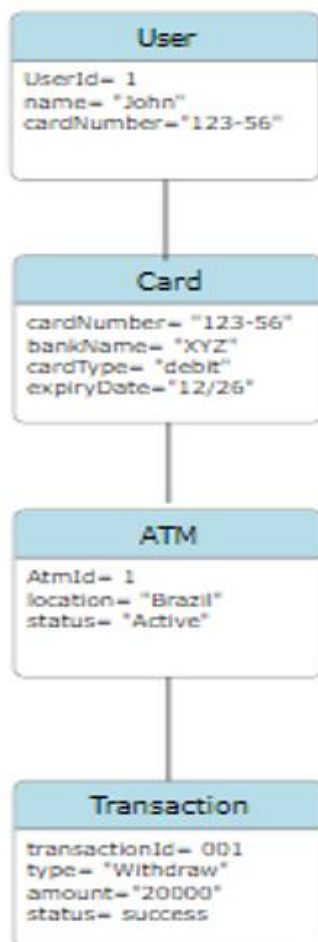 User
UserId= 1
name= "John"
cardNumber="123-56"
Card
cardNumber= "123-56"
bankName= "XYZ"
cardType= "debit"
expiryDate="12/26"
ATM
AtmId= 1
location= "Brazil"
status= "Active"
Transaction
transactionId= 001
type= "Withdraw"
amount="20000"
status= success